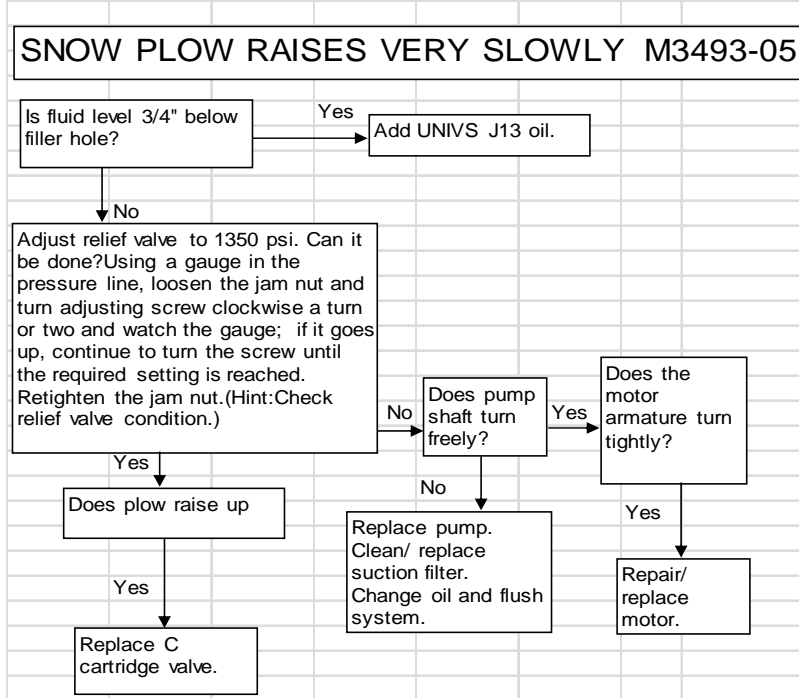 SNOW PLOW RAISES VERY SLOWLY M3493-05
Is fluid level 3/4" below
filler hole?
Yes
Add UNIVS J13 oil.
No
Adjust relief valve to 1350 psi. Can it
be done?Using a gauge in the
pressure line, loosen the jam nut and
turn adjusting screw clockwise a turn
or two and watch the gauge; if it goes
up, continue to turn the screw until
the required setting is reached.
Retighten the jam nut.(Hint:Check
relief valve condition.)
No
Does pump
shaft turn
freely?
Yes
Does the
motor
armature turn
tightly?
Yes
Does plow raise up
No
Replace pump.
Clean/ replace
suction filter.
Change oil and flush
system.
Yes
Repair/
replace
motor.
Yes
Replace C
cartridge valve.